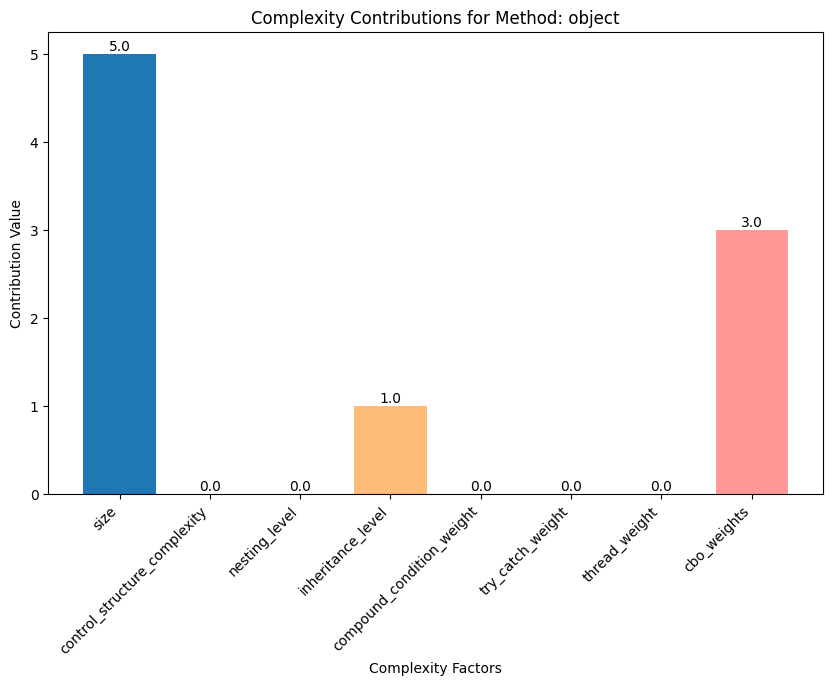 Complexity Contributions for Method: object
Contribution Value
5
4
3
2
1
0
5.0
0.0
0.0
1.0
0.0
0.0
0.0
3.0
size
control_structure_complexity
nesting_level
inheritance_level
compound_condition_weight
try_catch_weight
thread_weight
cbo_weights
Complexity Factors